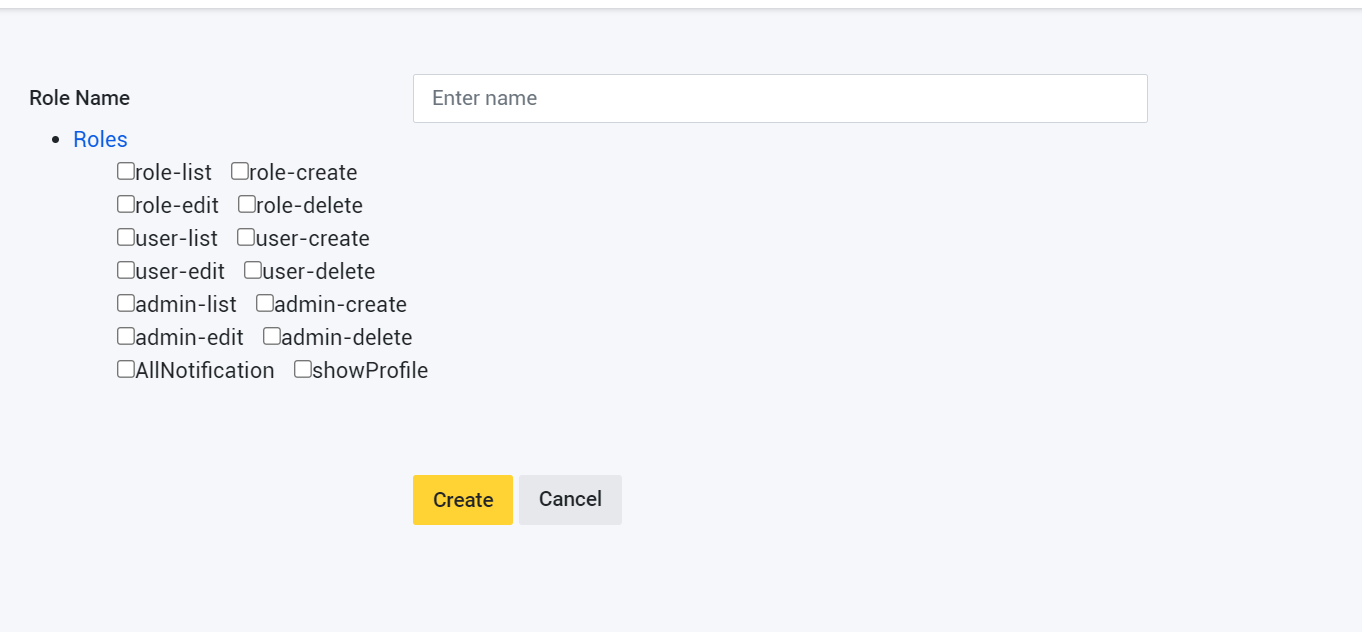 Role Name
Enter name
Roles
role-list role-create
role-edit role-delete
user-list user-create
user-edit user-delete
admin-list admin-create
admin-edit admin-delete
AllNotification showProfile
Create Cancel